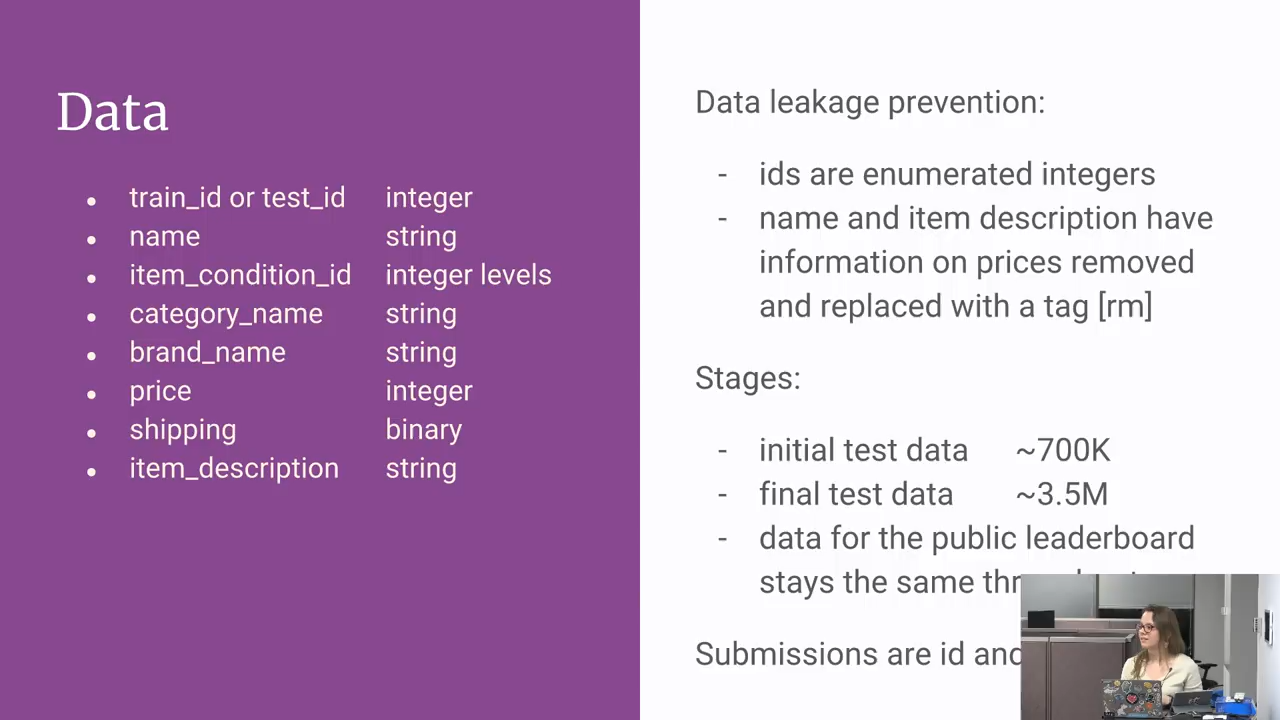 Data
train_id or test_id integer
name string
item_condition_id integer levels
category_name string
brand_name string
price integer
shipping binary
item_description string
Data leakage prevention:
- ids are enumerated integers
- name and item description have
information on prices removed
and replaced with a tag [rm]
Stages:
- initial test data ~700K
- final test data ~3.5M
- data for the public leaderboard
stays the same
Submissions are id and